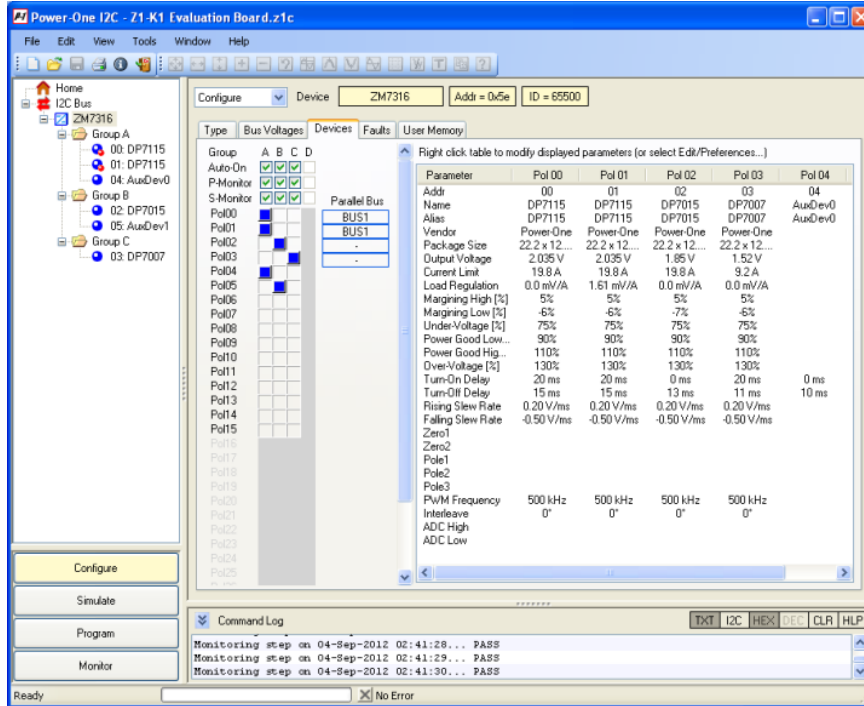 Power-One I2C - Z1-K1 Evaluation Board.z1c
File Edit View Tools Window Help
Home
I2C Bus
ZM7316
Group A
00: DP7115
01: DP7115
04: AuxDev0
Group B
02: DP7015
05: AuxDev1
Group C
03: DP7007
Configure
Simulate
Program
Monitor
Configure Device ZM7316 Addr = 0x5e ID = 65500
Type Bus Voltages Devices Faults User Memory
Group A B C D
Auto-On
P-Monitor
S-Monitor Parallel Bus
Pol00 BUS1
Pol01 BUS1
Pol02 -
Pol03 -
Pol04
Pol05
Pol06
Pol07
Pol08
Pol09
Pol10
Pol11
Pol12
Pol13
Pol14
Pol15
Pol16
Pol17
Pol18
Pol19
Pol20
Pol21
Pol22
Pol23
Pol24
Pol25
Right click table to modify displayed parameters (or select Edit/Preferences...)
Parameter Pol 00 Pol 01 Pol 02 Pol 03 Pol 04
Addr 00 01 02 03 04
Name DP7115 DP7115 DP7015 DP7007 AuxDev0
Alias DP7115 DP7115 DP7015 DP7007 AuxDev0
Vendor Power-One Power-One Power-One Power-One
Package Size 22.2 x 12.... 22.2 x 12.... 22.2 x 12.... 22.2 x 12....
Output Voltage 2.035 V 2.035 V 1.85 V 1.52 V
Current Limit 19.8 A 19.8 A 19.8 A 9.2 A
Load Regulation 0.0 mV/A 1.61 mV/A 0.0 mV/A 0.0 mV/A
Margining High [%] 5% 5% 5% 5%
Margining Low [%] -6% -6% -7% -6%
Under-Voltage [%] 75% 75% 75% 75%
Power Good Low... 90% 90% 90% 90%
Power Good Hig... 110% 110% 110% 110%
Over-Voltage [%] 130% 130% 130% 130%
Turn-On Delay 20 ms 20 ms 0 ms 20 ms 0 ms
Turn-Off Delay 15 ms 15 ms 13 ms 11 ms 10 ms
Rising Slew Rate 0.20 V/ms 0.20 V/ms 0.20 V/ms 0.20 V/ms
Falling Slew Rate -0.50 V/ms -0.50 V/ms -0.50 V/ms -0.50 V/ms
Zero1
Zero2
Pole1
Pole2
Pole3
PWM Frequency 500 kHz 500 kHz 500 kHz 500 kHz
Interleave 0° 0° 0° 0°
ADC High
ADC Low
Command Log TXT I2C HEX DEC CLR HLP
Monitoring step on 04-Sep-2012 02:41:28... PASS
Monitoring step on 04-Sep-2012 02:41:29... PASS
Monitoring step on 04-Sep-2012 02:41:30... PASS
Ready No Error